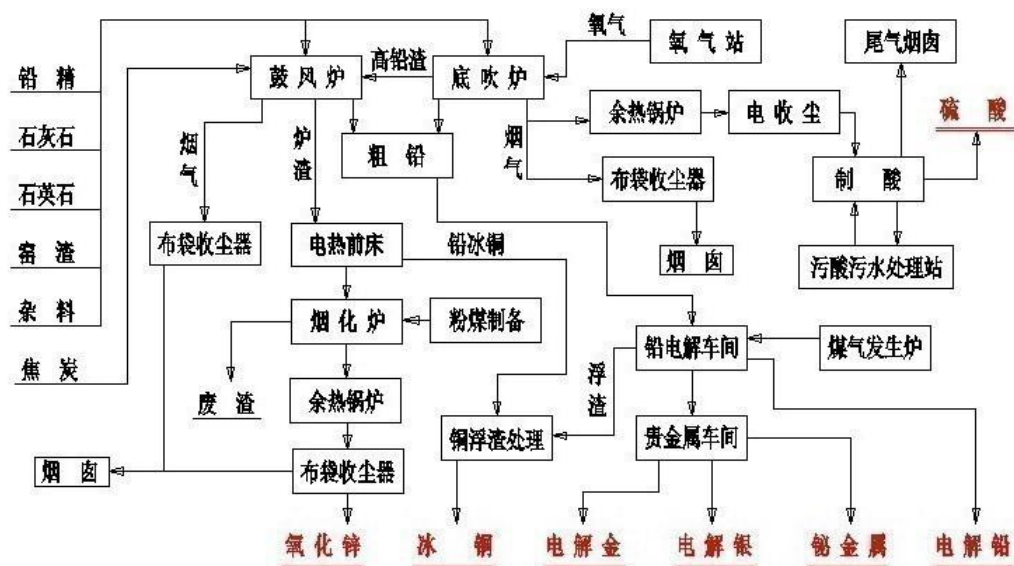 氧气
氧气站
尾气烟囱
高铅渣
铅精
鼓风炉
底吹炉
余热锅炉
电收尘
硫酸
石灰石
烟气
炉渣
粗铅
烟气
石英石
布袋收尘器
制酸
窑渣
布袋收尘器
电热前床
铅冰铜
烟囱
污酸污水处理站
杂料
烟化炉
粉煤制备
铅电解车间
煤气发生炉
焦炭
废渣
余热锅炉
浮渣
铜浮渣处理
贵金属车间
烟囱
布袋收尘器
氧化锌
冰铜
电解金
电解银
铋金属
电解铅